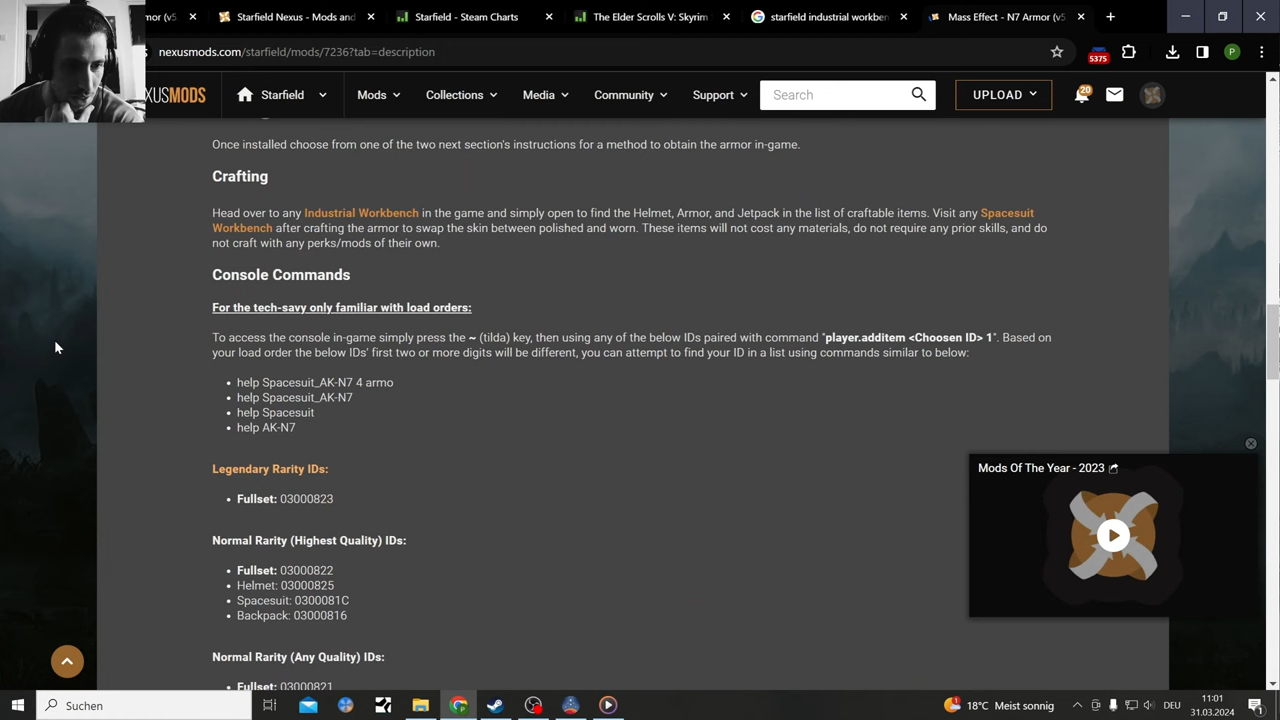 rmor (v5
Starfield Nexus - Mods and
Starfield - Steam Charts
The Elder Scrolls V: Skyrim
starfield industrial workben
Mass Effect - N7 Armor (v5
nexusmods.com/starfield/mods/7236?tab=description
5375
P
XUSMODS
Starfield
Mods
Collections
Media
Community
Support
Search
UPLOAD
20
Once installed choose from one of the two next section's instructions for a method to obtain the armor in-game.
Crafting
Head over to any Industrial Workbench in the game and simply open to find the Helmet, Armor, and Jetpack in the list of craftable items. Visit any Spacesuit
Workbench after crafting the armor to swap the skin between polished and worn. These items will not cost any materials, do not require any prior skills, and do
not craft with any perks/mods of their own.
Console Commands
For the tech-savy only familiar with load orders:
To access the console in-game simply press the ~ (tilda) key, then using any of the below IDs paired with command "player.additem <Choosen ID> 1". Based on
your load order the below IDs' first two or more digits will be different, you can attempt to find your ID in a list using commands similar to below:
• help Spacesuit_AK-N7 4 armo
• help Spacesuit_AK-N7
• help Spacesuit
• help AK-N7
Legendary Rarity IDs:
• Fullset: 03000823
Mods Of The Year - 2023
Normal Rarity (Highest Quality) IDs:
• Fullset: 03000822
• Helmet: 03000825
• Spacesuit: 0300081C
• Backpack: 03000816
Normal Rarity (Any Quality) IDs:
• Fullset: 03000821
Suchen
1
18°C Meist sonnig
DEU
11:01
31.03.2024
1